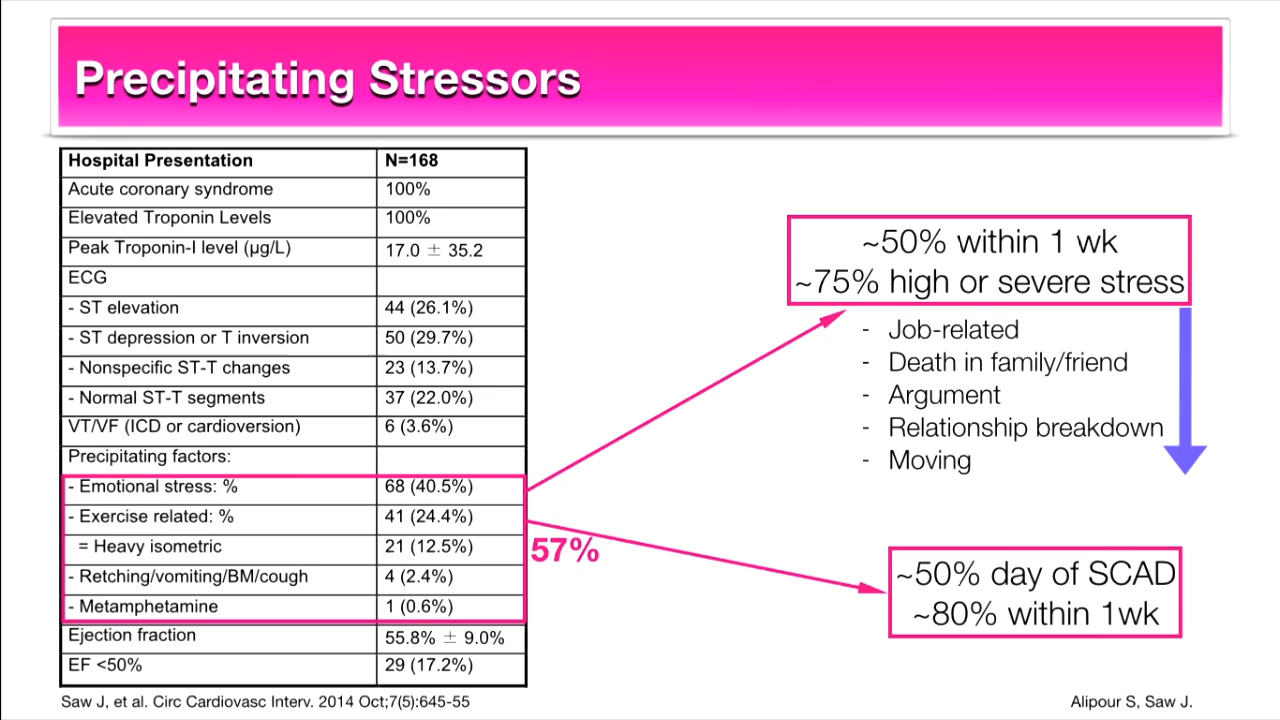 Precipitating Stressors
Hospital Presentation N=168
Acute coronary syndrome 100%
Elevated Troponin Levels 100%
Peak Troponin-I level (µg/L) 17.0 ± 35.2
ECG
- ST elevation 44 (26.1%)
- ST depression or T inversion 50 (29.7%)
- Nonspecific ST-T changes 23 (13.7%)
- Normal ST-T segments 37 (22.0%)
VT/VF (ICD or cardioversion) 6 (3.6%)
Precipitating factors:
- Emotional stress: % 68 (40.5%)
- Exercise related: % 41 (24.4%)
= Heavy isometric 21 (12.5%)
- Retching/vomiting/BM/cough 4 (2.4%)
- Metamphetamine 1 (0.6%)
Ejection fraction 55.8% ± 9.0%
EF <50% 29 (17.2%)
57%
~50% within 1 wk
~75% high or severe stress
- Job-related
- Death in family/friend
- Argument
- Relationship breakdown
- Moving
~50% day of SCAD
~80% within 1wk
Saw J, et al. Circ Cardiovasc Interv. 2014 Oct;7(5):645-55
Alipour S, Saw J.